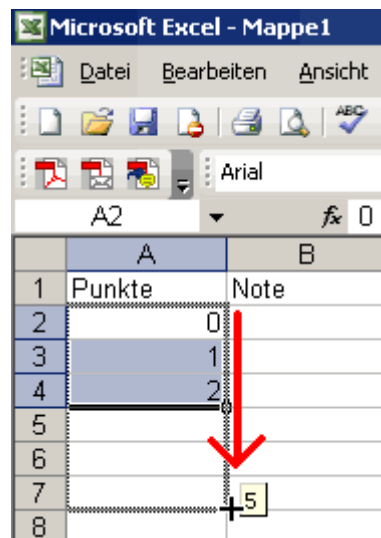 Microsoft Excel - Mappe1
Datei Bearbeiten Ansicht
ABC
Arial
A2 fx 0
A B
1 Punkte Note
2 0
3 1
4 2
5
6
7
5
8